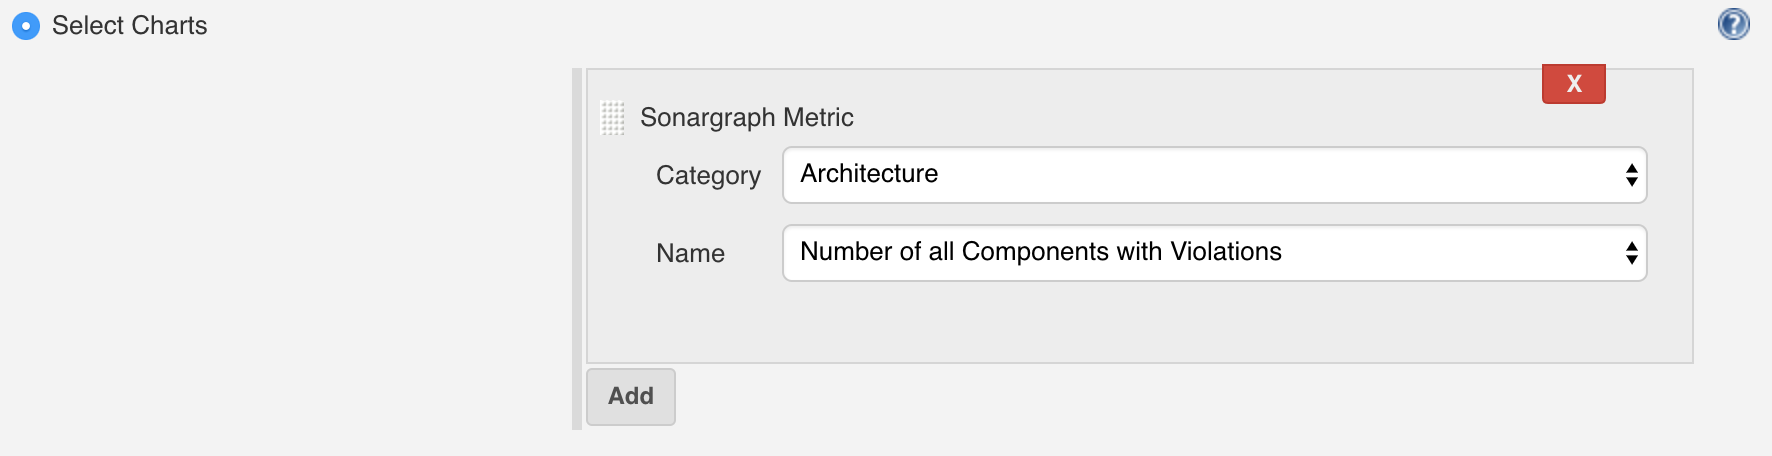 Select Charts
?
X
Sonargraph Metric
Category Architecture
Name Number of all Components with Violations
Add